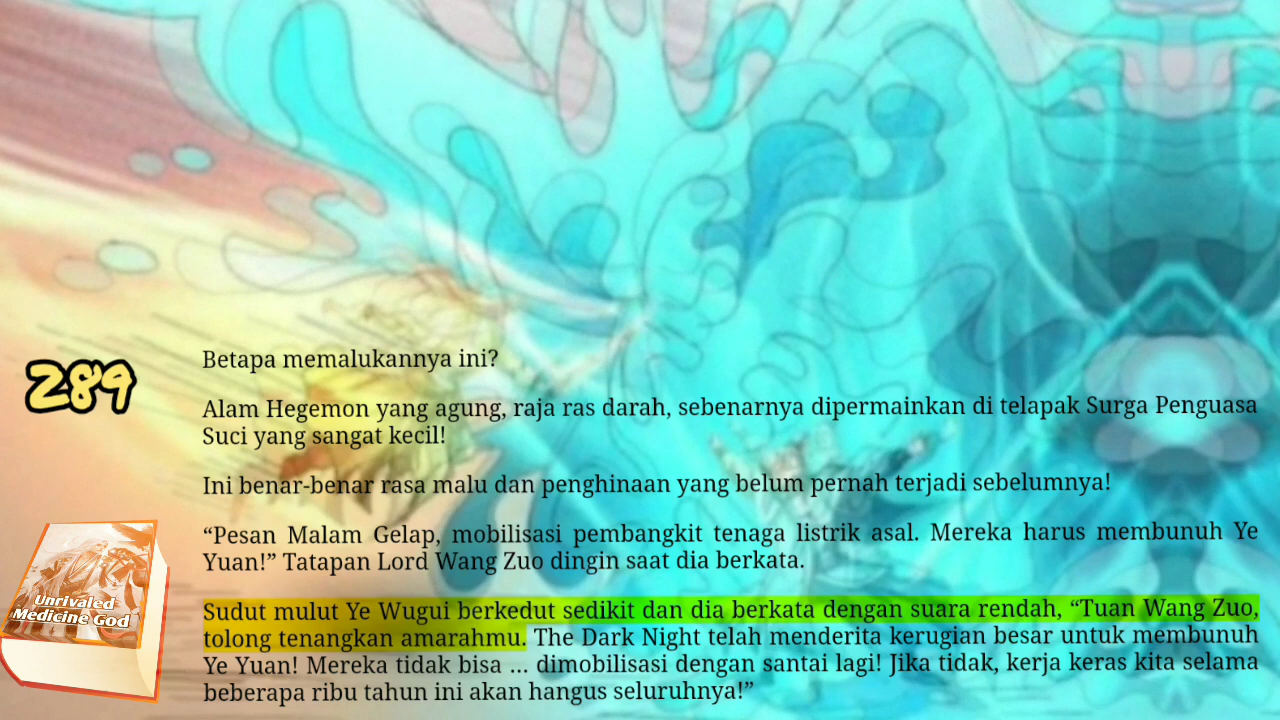 Betapa memalukannya ini?
289
Alam Hegemon yang agung, raja ras darah, sebenarnya dipermainkan di telapak Surga Penguasa
Suci yang sangat kecil!
Ini benar-benar rasa malu dan penghinaan yang belum pernah terjadi sebelumnya!
“Pesan Malam Gelap, mobilisasi pembangkit tenaga listrik asal. Mereka harus membunuh Ye
Yuan!” Tatapan Lord Wang Zuo dingin saat dia berkata.
Unrivaled
Medicine God
Sudut mulut Ye Wugui berkedut sedikit dan dia berkata dengan suara rendah, “Tuan Wang Zuo,
tolong tenangkan amarahmu. The Dark Night telah menderita kerugian besar untuk membunuh
Ye Yuan! Mereka tidak bisa ... dimobilisasi dengan santai lagi! Jika tidak, kerja keras kita selama
beberapa ribu tahun ini akan hangus seluruhnya!”